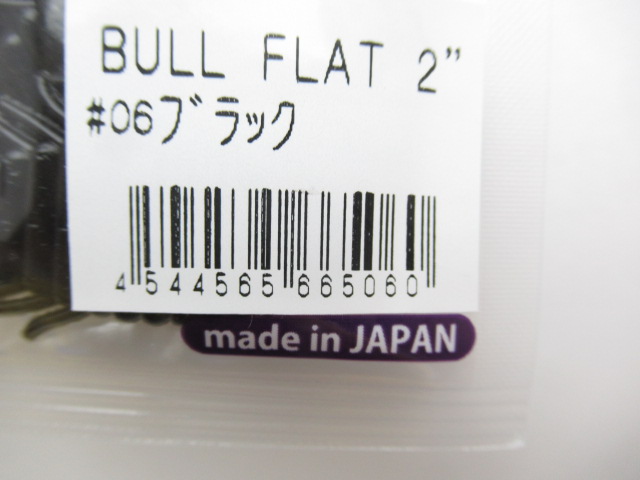 BULL FLAT 2”
#06ブラック
4 544565 665060
made in JAPAN